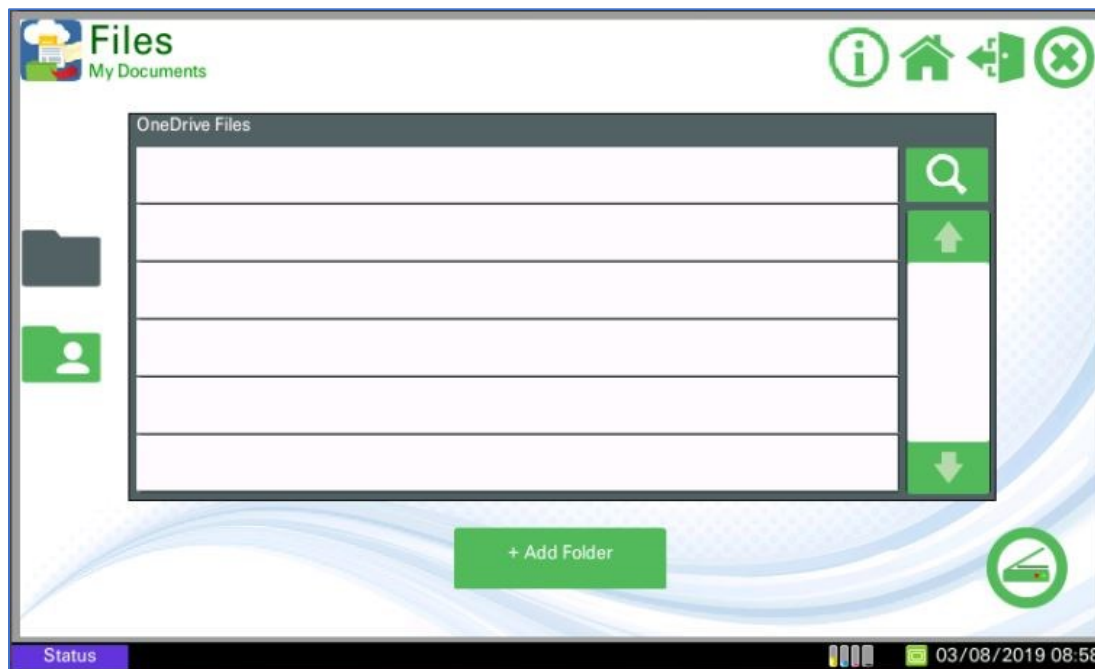 Files
My Documents
OneDrive Files
+ Add Folder
Status
03/08/2019 08:58